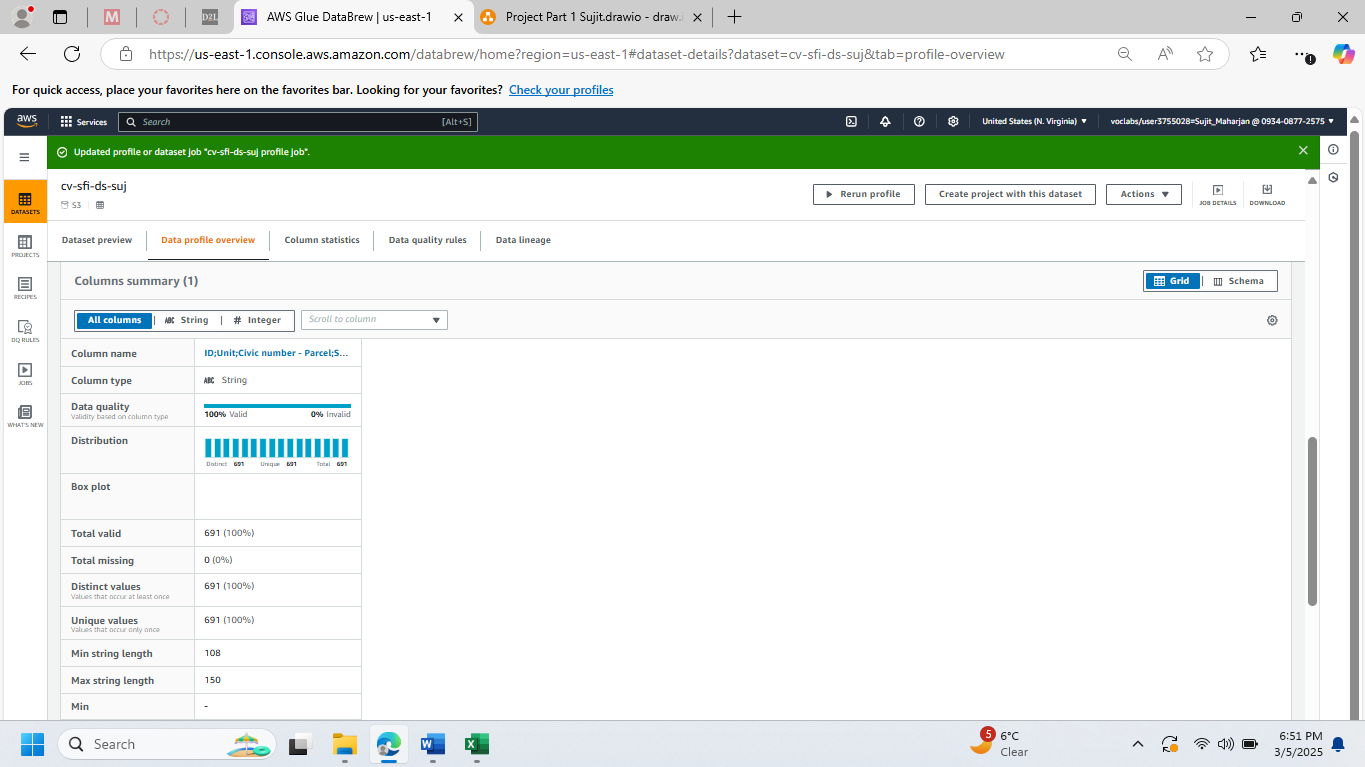 AWS Glue DataBrew | us-east-1
Project Part 1 Sujit.drawio - draw.i
https://us-east-1.console.aws.amazon.com/databrew/home?region=us-east-1#dataset-details?dataset=cv-sfi-ds-suj&tab=profile-overview
For quick access, place your favorites here on the favorites bar. Looking for your favorites? Check your profiles
aws Services Search [Alt+S] United States (N. Virginia) voclabs/user3755028=Sujit_Maharjan @ 0934-0877-2575
Updated profile or dataset job "cv-sfi-ds-suj profile job".
cv-sfi-ds-suj
S3
Rerun profile Create project with this dataset Actions JOB DETAILS DOWNLOAD
DATASETS
PROJECTS
RECIPES
DQ RULES
JOBS
WHAT'S NEW
Dataset preview Data profile overview Column statistics Data quality rules Data lineage
Columns summary (1) Grid Schema
All columns ABC String # Integer Scroll to column
Column name ID;Unit;Civic number - Parcel;S...
Column type ABC String
Data quality 100% Valid 0% Invalid
Validity based on column type
Distribution Distinct 691 Unique 691 Total 691
Box plot
Total valid 691 (100%)
Total missing 0 (0%)
Distinct values 691 (100%)
Values that occur at least once
Unique values 691 (100%)
Values that occur only once
Min string length 108
Max string length 150
Min -
Search
5 6°C
Clear
6:51 PM
3/5/2025